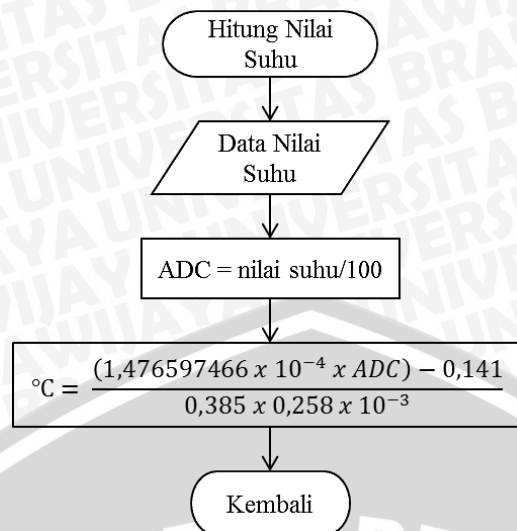 Hitung Nilai
Suhu
Data Nilai
Suhu
ADC = nilai suhu/100
°C = (1,476597466 x 10⁻⁴ x ADC) − 0,141
0,385 x 0,258 x 10⁻³
Kembali